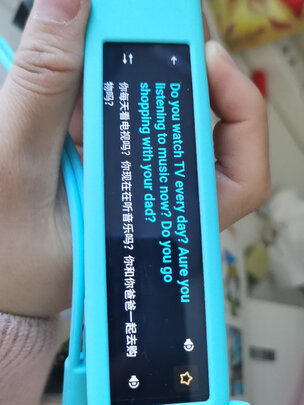 Do you watch TV every day? Aure you
listening to music now? Do you go
shopping with your dad?
你每天看电视吗？你现在在听音乐吗？你和你爸爸一起去购
物吗？